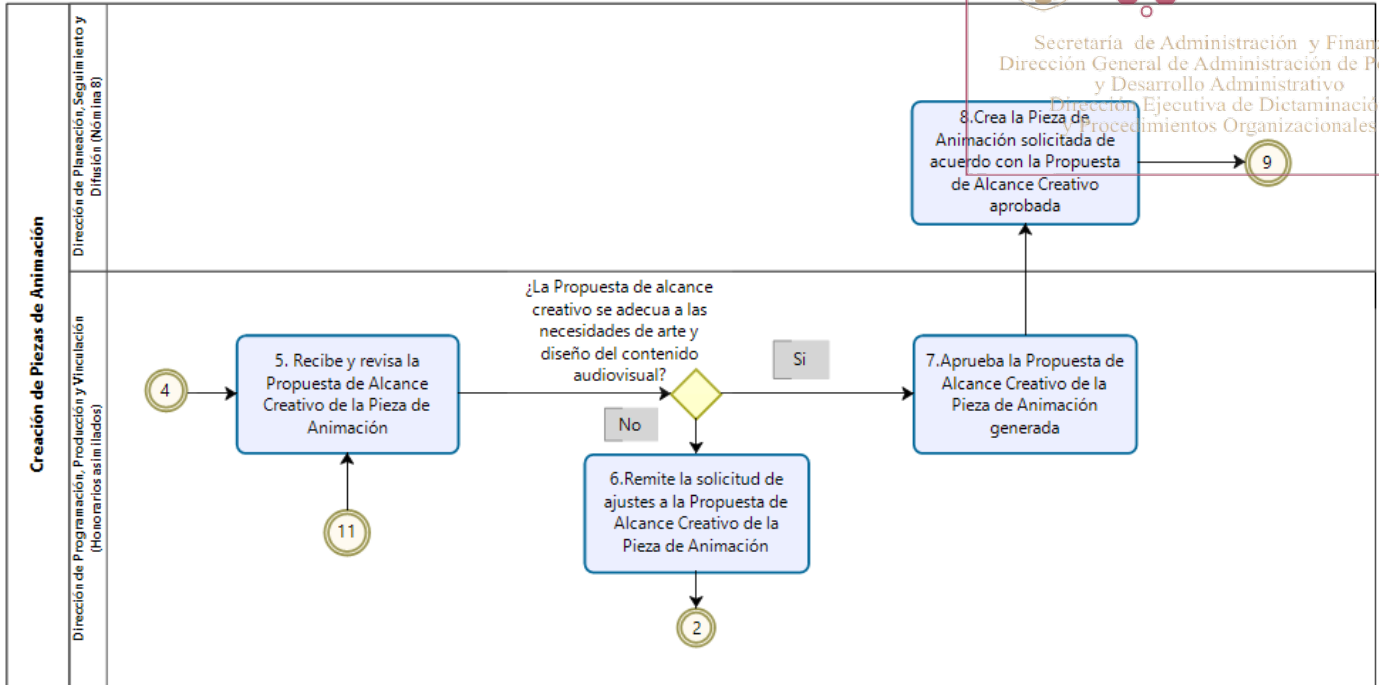 Creación de Piezas de Animación
Dirección de Planeación, Seguimiento y
Difusión (Nómina 8)
Secretaría de Administración y
Dirección General de Administración de
y Desarrollo Administrativo
Dirección Ejecutiva de
y Procedimientos Organizacionales
8.Crea la Pieza de
Animación solicitada de
acuerdo con la Propuesta
de Alcance Creativo
aprobada
9
Dirección de Programación, Producción y Vinculación
(Honorarios asimilados)
4
5. Recibe y revisa la
Propuesta de Alcance
Creativo de la Pieza de
Animación
11
¿La Propuesta de alcance
creativo se adecua a las
necesidades de arte y
diseño del contenido
audiovisual?
Si
No
6.Remite la solicitud de
ajustes a la Propuesta de
Alcance Creativo de la
Pieza de Animación
2
7.Aprueba la Propuesta de
Alcance Creativo de la
Pieza de Animación
generada